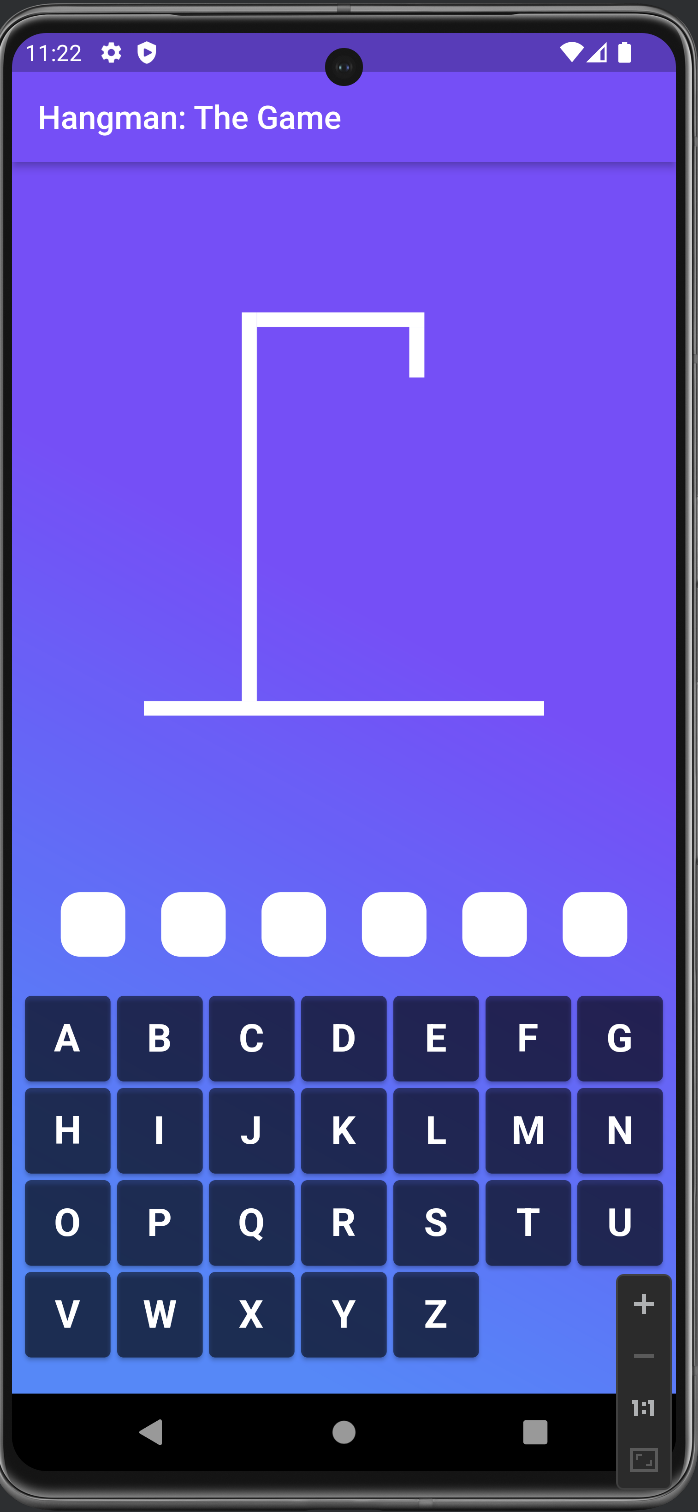 11:22
Hangman: The Game
A B C D E F G
H I J K L M N
O P Q R S T U
V W X Y Z
1:1